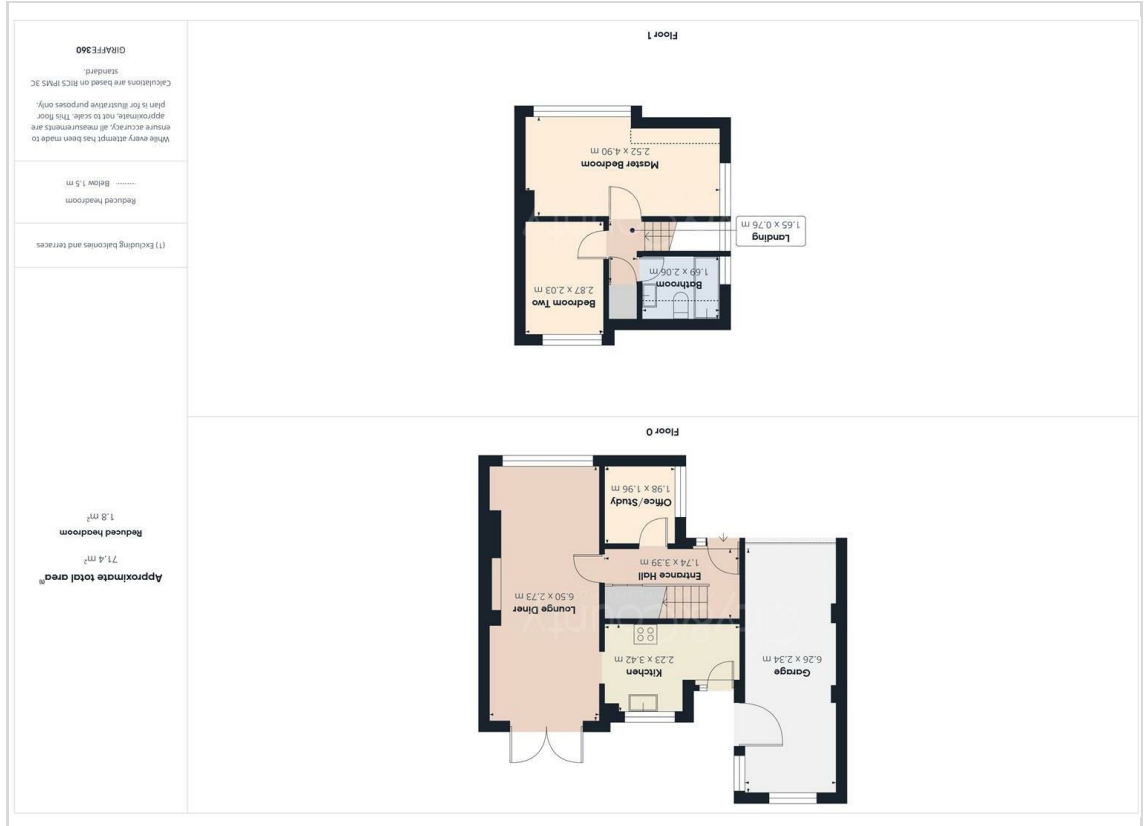 Approximate total area⁽¹⁾
71.4 m²
Reduced headroom
1.8 m²
(1) Excluding balconies and terraces
Reduced headroom
Below 1.5 m
While every attempt has been made to
ensure accuracy, all measurements are
approximate, not to scale. This floor
plan is for illustrative purposes only.
Calculations are based on RICS IPMS 3C
standard.
GIRAFFE360
Garage
6.26 x 2.34 m
Kitchen
2.23 x 3.42 m
Lounge Diner
6.50 x 2.73 m
Entrance Hall
1.74 x 3.39 m
Office/Study
1.98 x 1.96 m
Floor 0
Bedroom Two
2.87 x 2.03 m
Bathroom
1.69 x 2.06 m
Landing
1.65 x 0.76 m
Master Bedroom
2.52 x 4.90 m
Floor 1